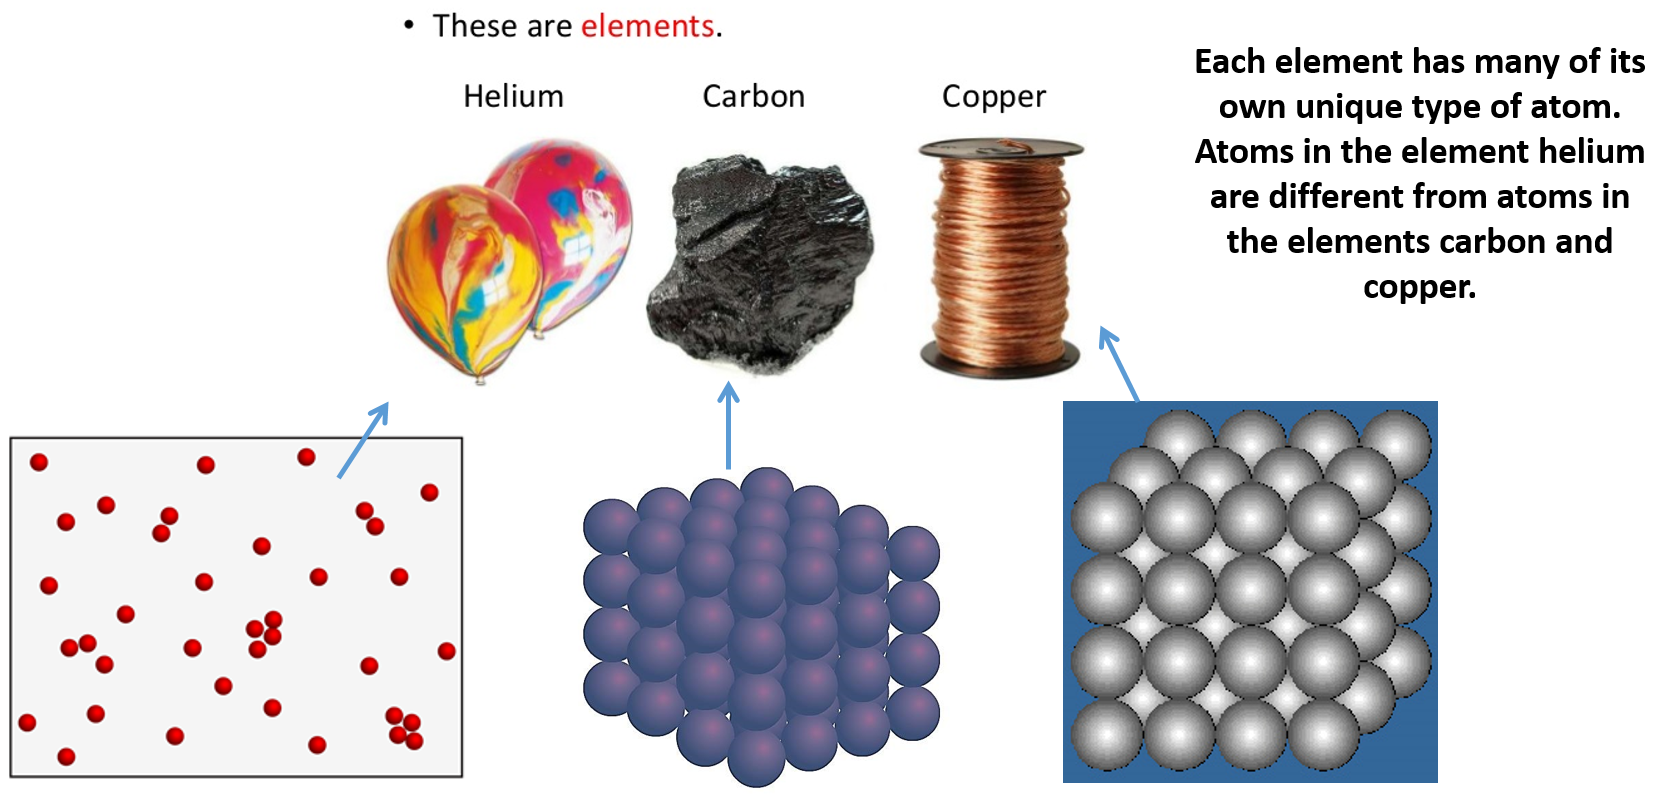 • These are elements.
Helium
Carbon
Copper
Each element has many of its
own unique type of atom.
Atoms in the element helium
are different from atoms in
the elements carbon and
copper.